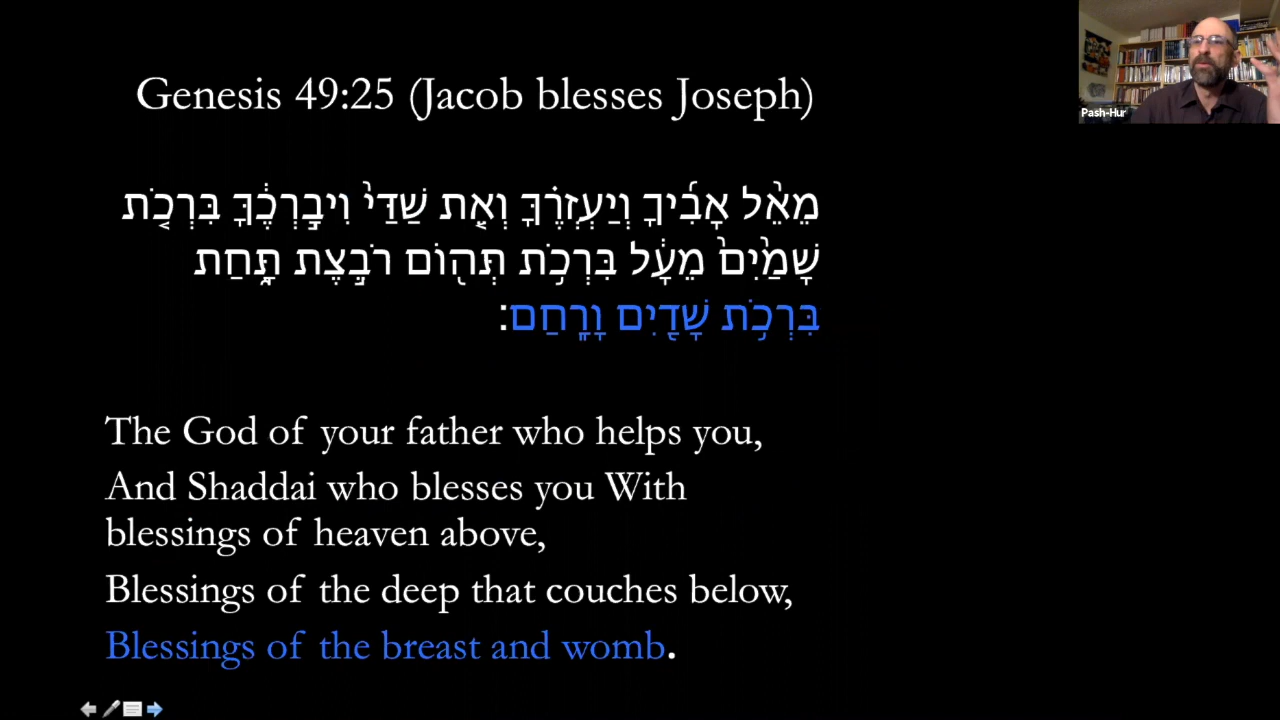 Genesis 49:25 (Jacob blesses Joseph)
מֵאֵ֨ל אָבִ֜יךָ וְיַעְזְרֶ֗ךָּ וְאֵ֤ת שַׁדַּי֙ וִיבָ֣רְכֶ֔ךָּ בִּרְכֹ֤ת
שָׁמַ֙יִם֙ מֵעָ֔ל בִּרְכֹ֥ת תְּה֖וֹם רֹבֶ֣צֶת תָּ֑חַת
בִּרְכֹ֥ת שָׁדַ֖יִם וָרָֽחַם׃
The God of your father who helps you,
And Shaddai who blesses you With
blessings of heaven above,
Blessings of the deep that couches below,
Blessings of the breast and womb.
Pash-Hur